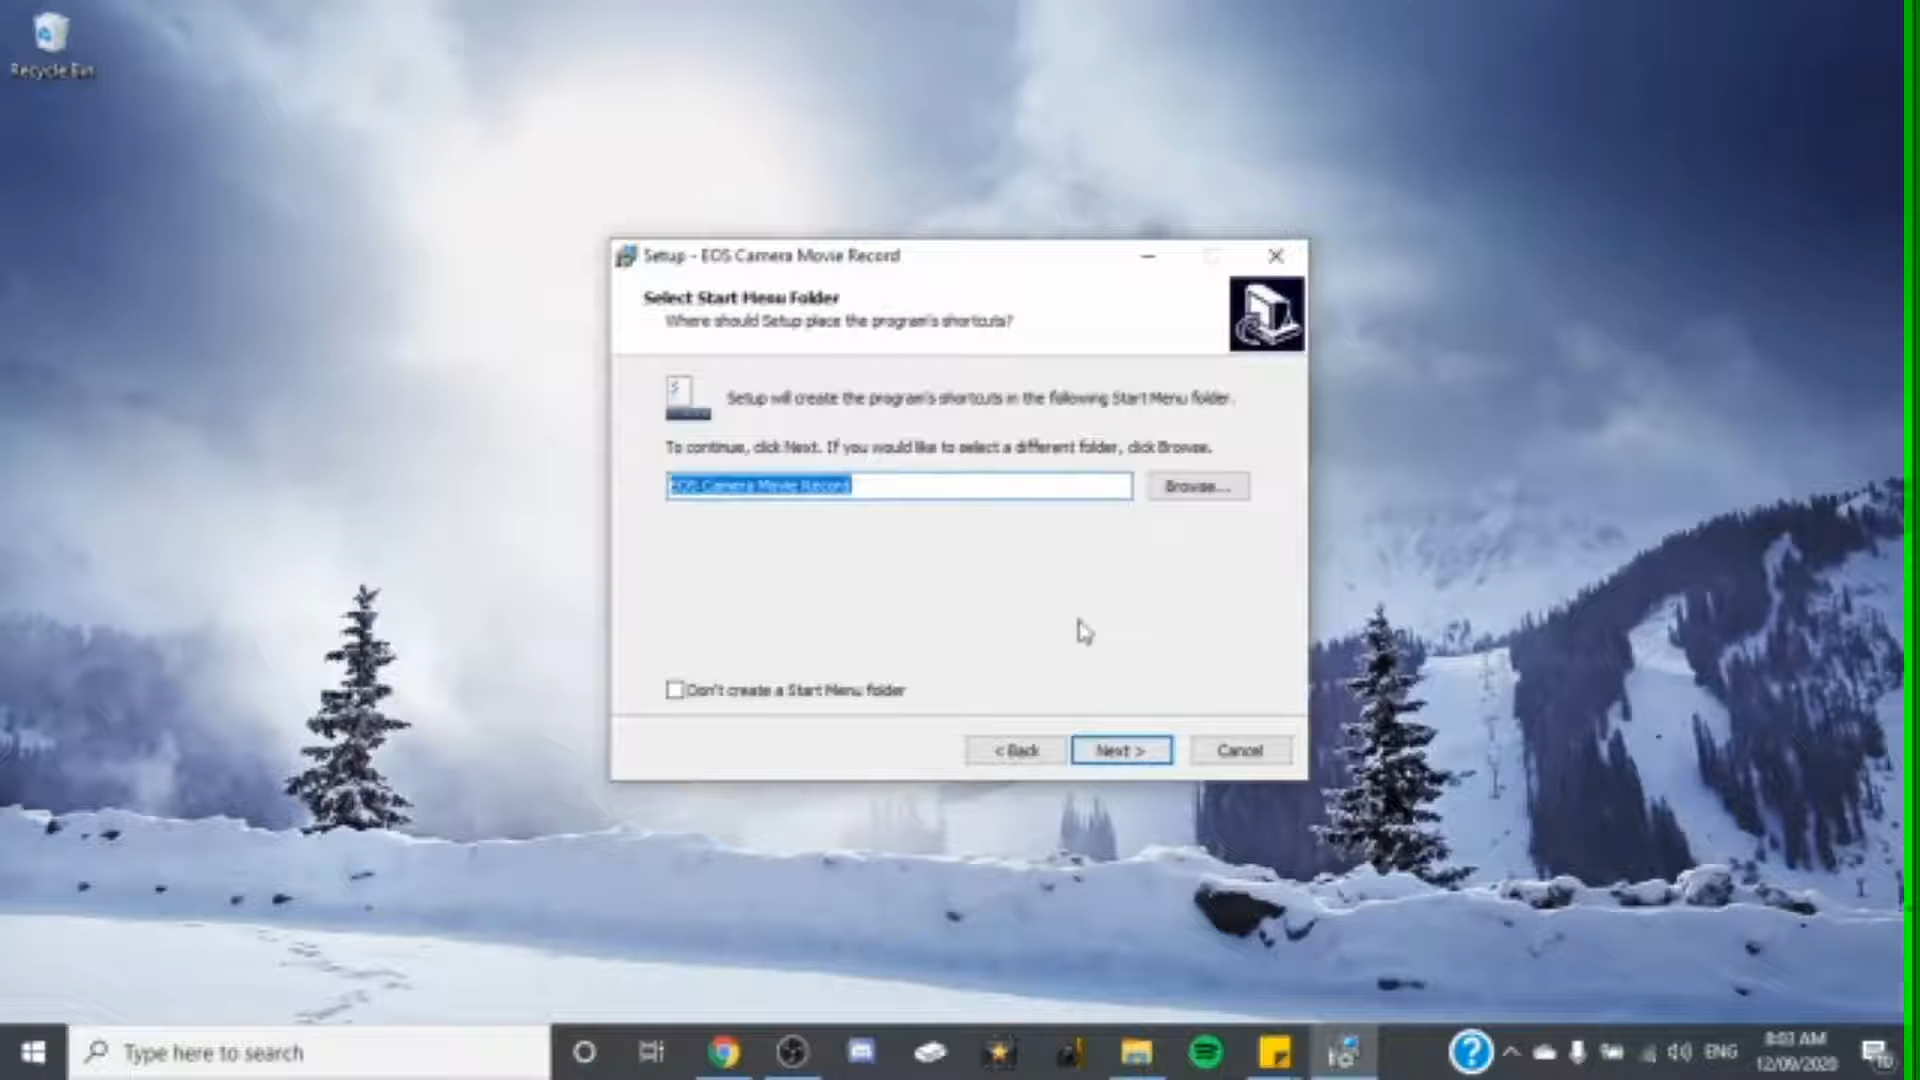 Recycle Bin
Setup - EOS Camera Movie Record
Select Start Menu Folder
Where should Setup place the program's shortcuts?
Setup will create the program's shortcuts in the following Start Menu folder.
To continue, click Next. If you would like to select a different folder, click Browse.
EOS Camera Movie Record
Browse...
Don't create a Start Menu folder
< Back
Next >
Cancel
Type here to search
ENG
8:03 AM
12/09/2020